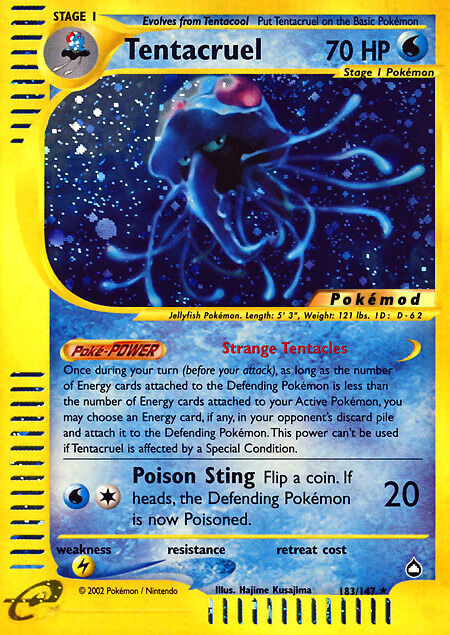 STAGE 1
Evolves from Tentacool Put Tentacruel on the Basic Pokémon
Tentacruel 70 HP
Stage 1 Pokémon
Pokémod
Jellyfish Pokémon. Length: 5' 3", Weight: 121 lbs. ID: D-62
Poké-POWER Strange Tentacles
Once during your turn (before your attack), as long as the number
of Energy cards attached to the Defending Pokémon is less than
the number of Energy cards attached to your Active Pokémon, you
may choose an Energy card, if any, in your opponent's discard pile
and attach it to the Defending Pokémon. This power can't be used
if Tentacruel is affected by a Special Condition.
Poison Sting Flip a coin. If
heads, the Defending Pokémon
is now Poisoned.
20
weakness resistance retreat cost
e
© 2002 Pokémon / Nintendo
Illus. Hajime Kusajima
183/147 ★